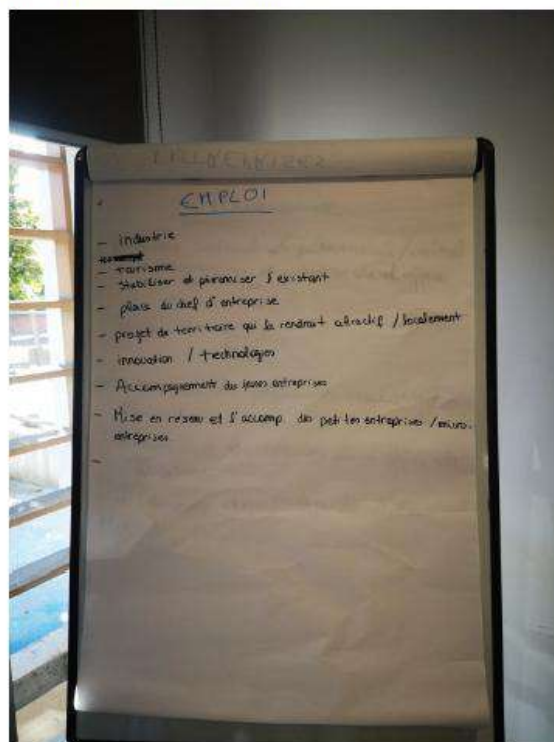 EMPLOI
- industrie
- tourisme
- stabiliser et pérenniser l'existant
- place du chef d'entreprise
- projet de territoire qui la rendrait attractif / localement
- innovation / technologies
- Accompagnement des jeunes entreprises
- Mise en réseau et l'accomp. des petites entreprises / micro.
entreprises
-